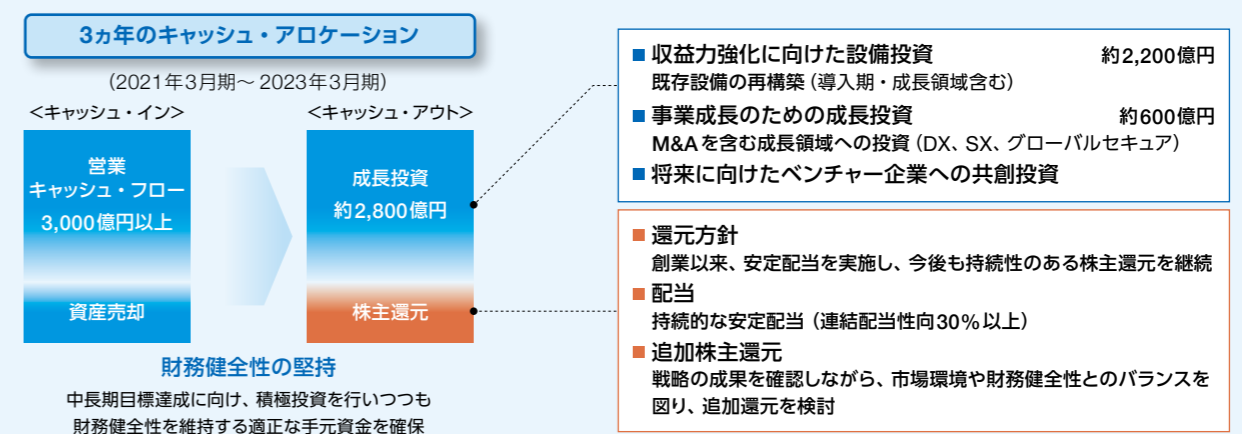 3ヵ年のキャッシュ・アロケーション
（2021年3月期～2023年3月期）
＜キャッシュ・イン＞
営業
キャッシュ・フロー
3,000億円以上
資産売却
＜キャッシュ・アウト＞
成長投資
約2,800億円
株主還元
財務健全性の堅持
中長期目標達成に向け、積極投資を行いつつも
財務健全性を維持する適正な手元資金を確保
■ 収益力強化に向けた設備投資 約2,200億円
既存設備の再構築（導入期・成長領域含む）
■ 事業成長のための成長投資 約600億円
M&Aを含む成長領域への投資（DX、SX、グローバルセキュア）
■ 将来に向けたベンチャー企業への共創投資
■ 還元方針
創業以来、安定配当を実施し、今後も持続性のある株主還元を継続
■ 配当
持続的な安定配当（連結配当性向30％以上）
■ 追加株主還元
戦略の成果を確認しながら、市場環境や財務健全性とのバランスを
図り、追加還元を検討